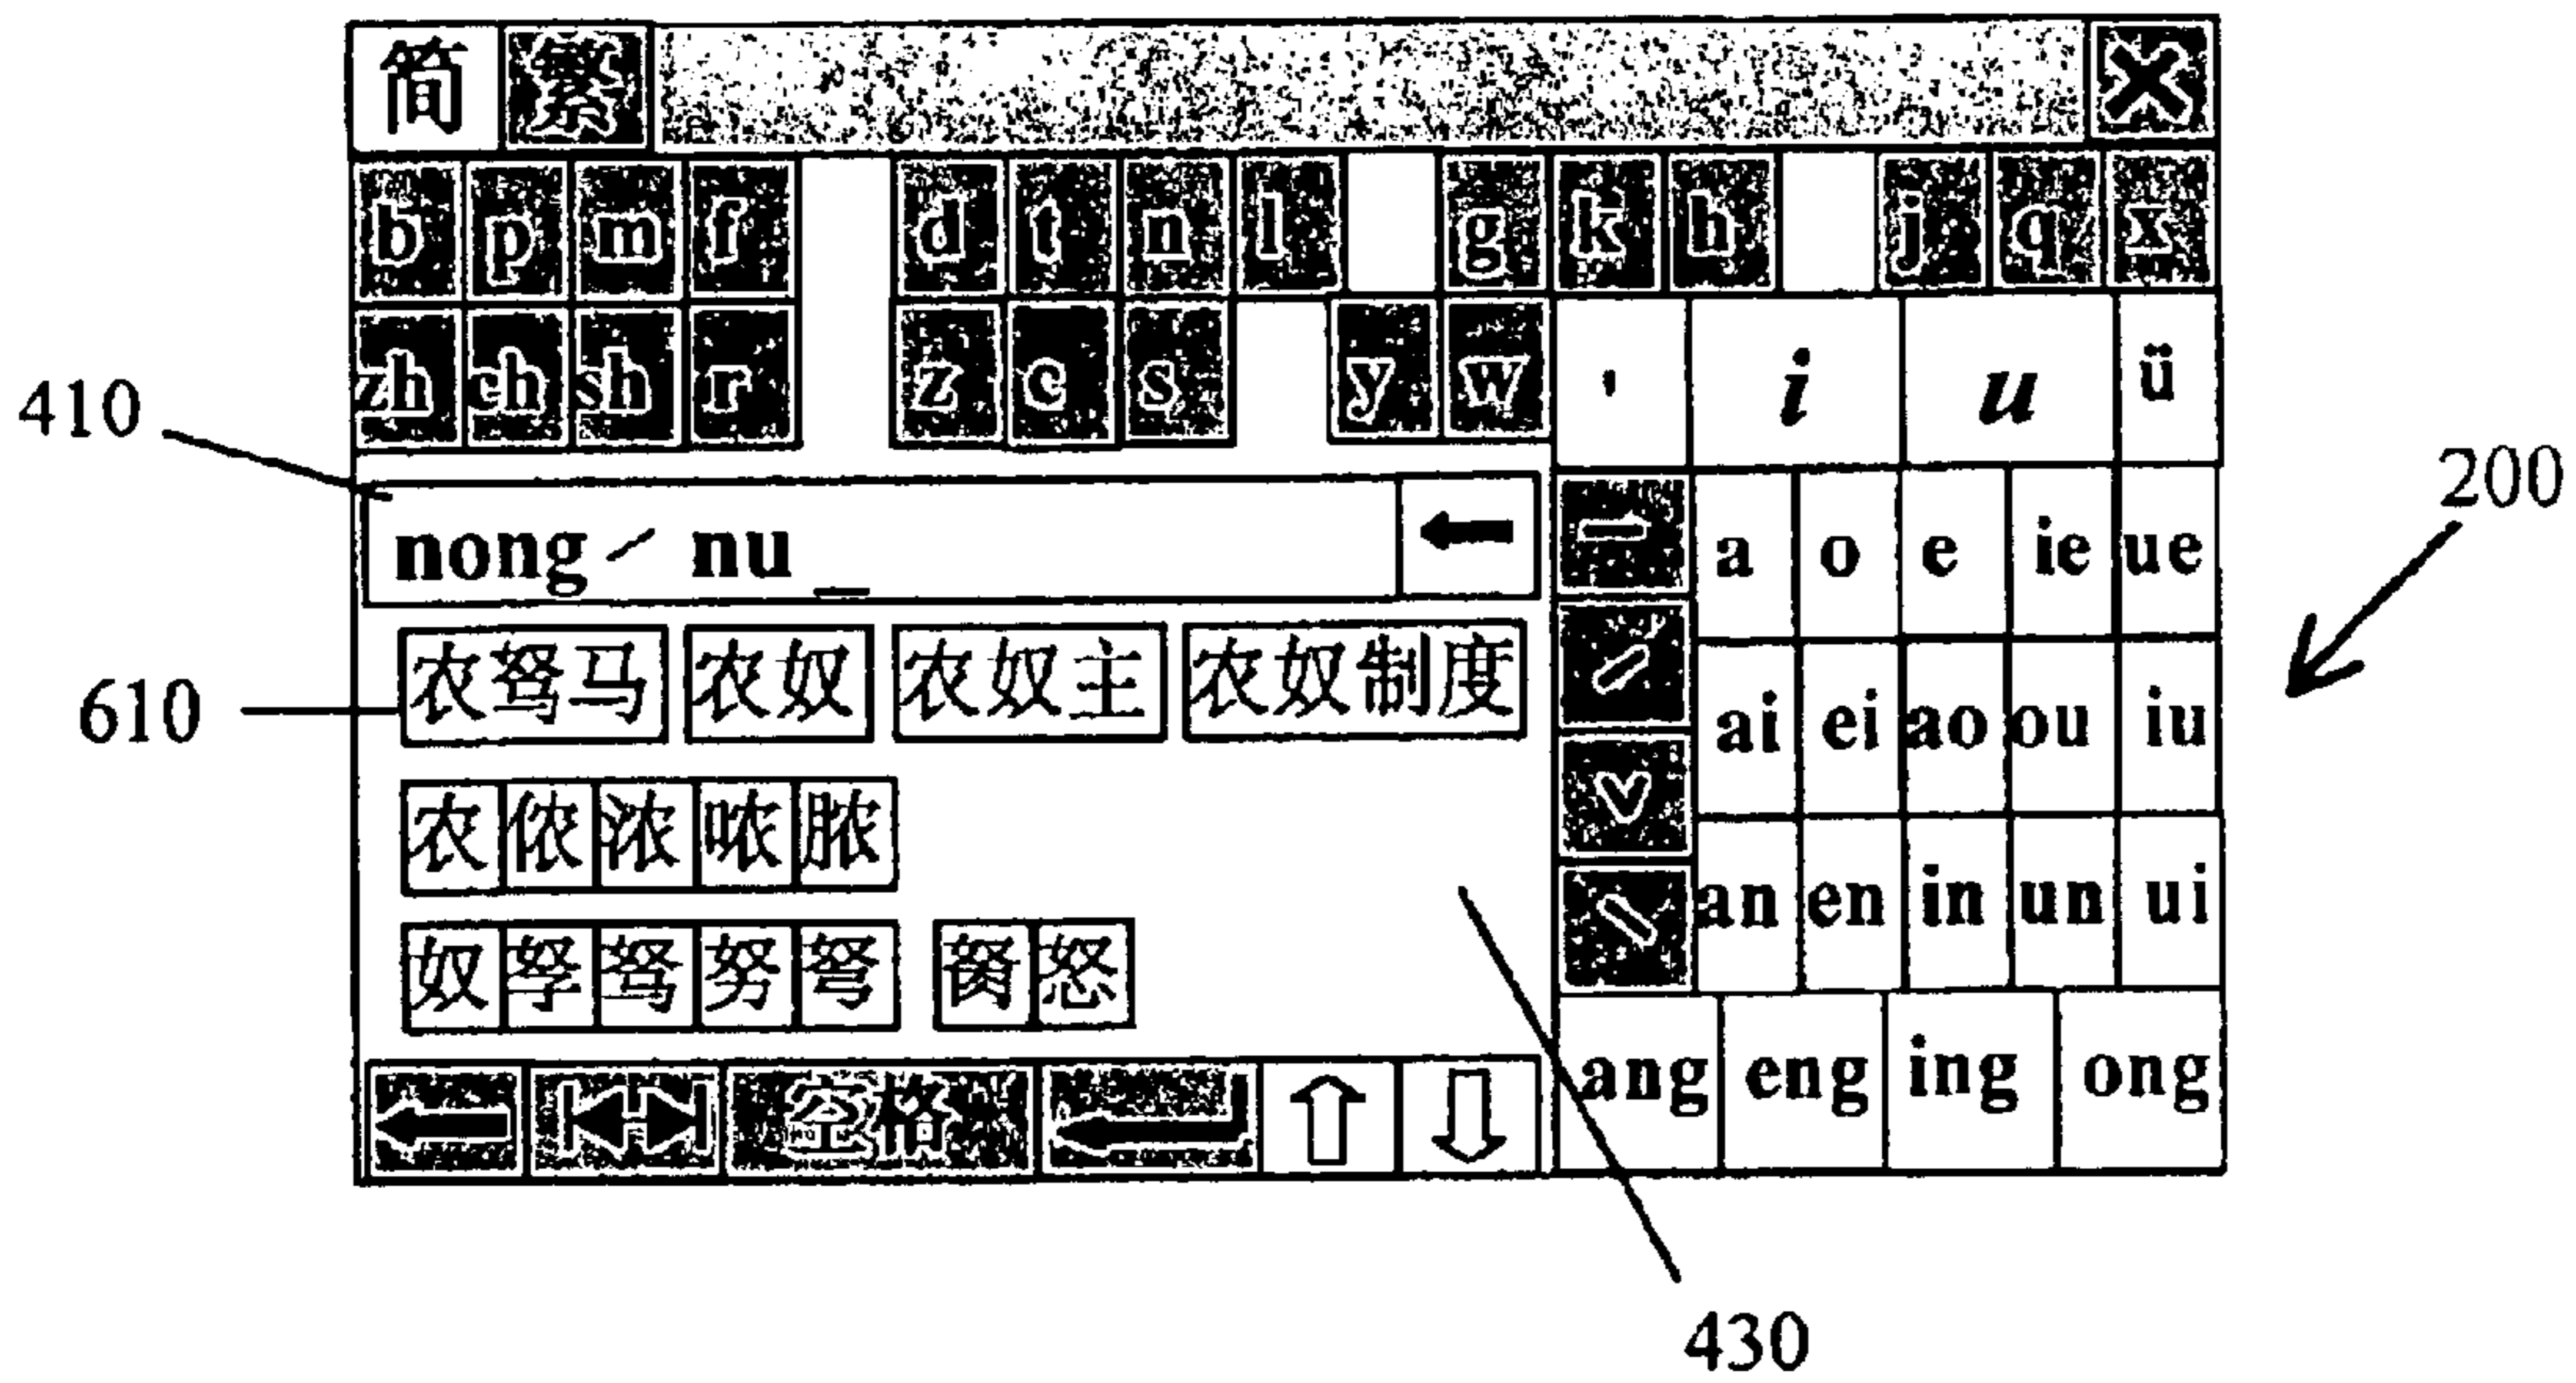 简 繁
b p m f d t n l g k h j q x
zh ch sh r z c s y w ' i u ü
410
200
nong ˊ nu _
a o e ie ue
610
农驽马 农奴 农奴主 农奴制度
ai ei ao ou iu
农 侬 浓 哝 脓
an en in un ui
奴 孥 驽 努 弩 胬 怒
空格
ang eng ing ong
430